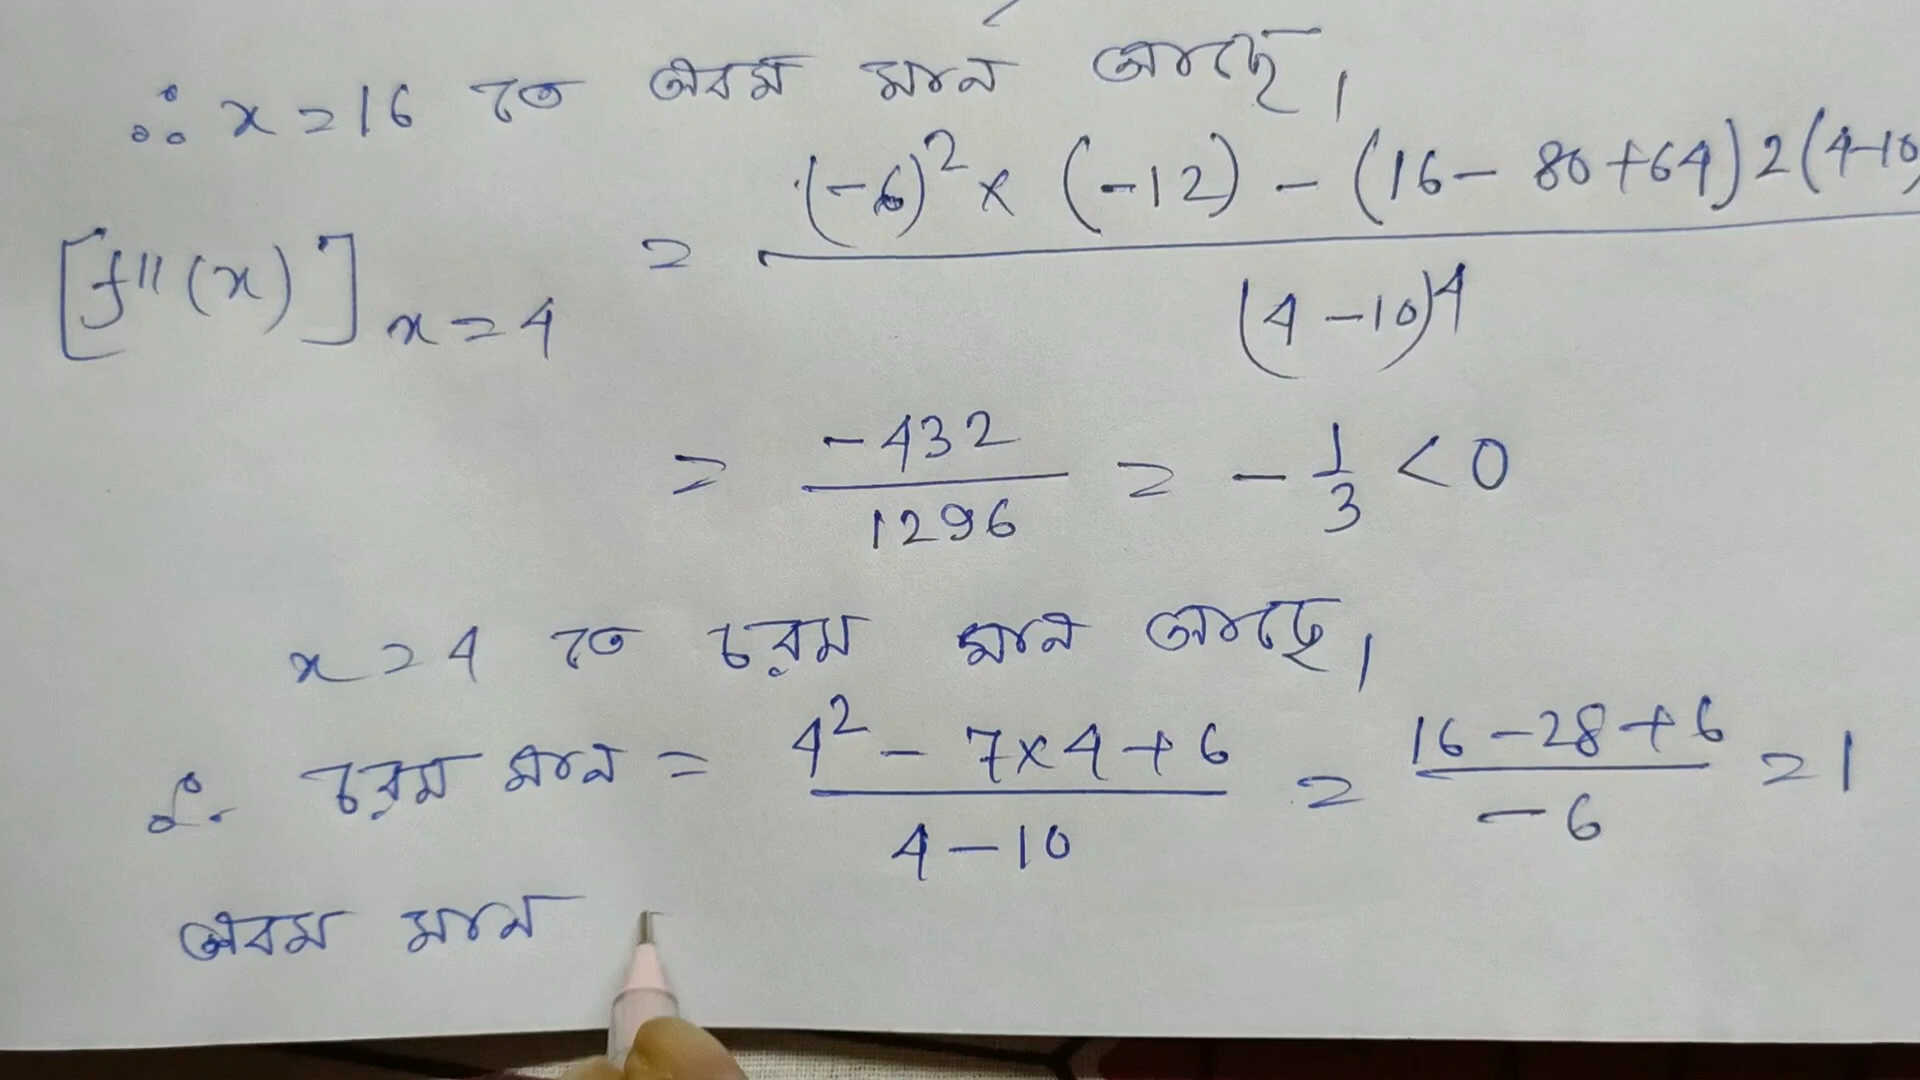 ∴ x = 16 তে অবম মান আছে।
[f''(x)]x=4 = (-6)² × (-12) - (16 - 80 + 64) 2 (4-10) / (4-10)⁴
= -432 / 1296 = - 1/3 < 0
x = 4 তে চরম মান আছে।
∴ চরম মান = 4² - 7×4 + 6 / 4 - 10 = 16 - 28 + 6 / -6 = 1
অবম মান